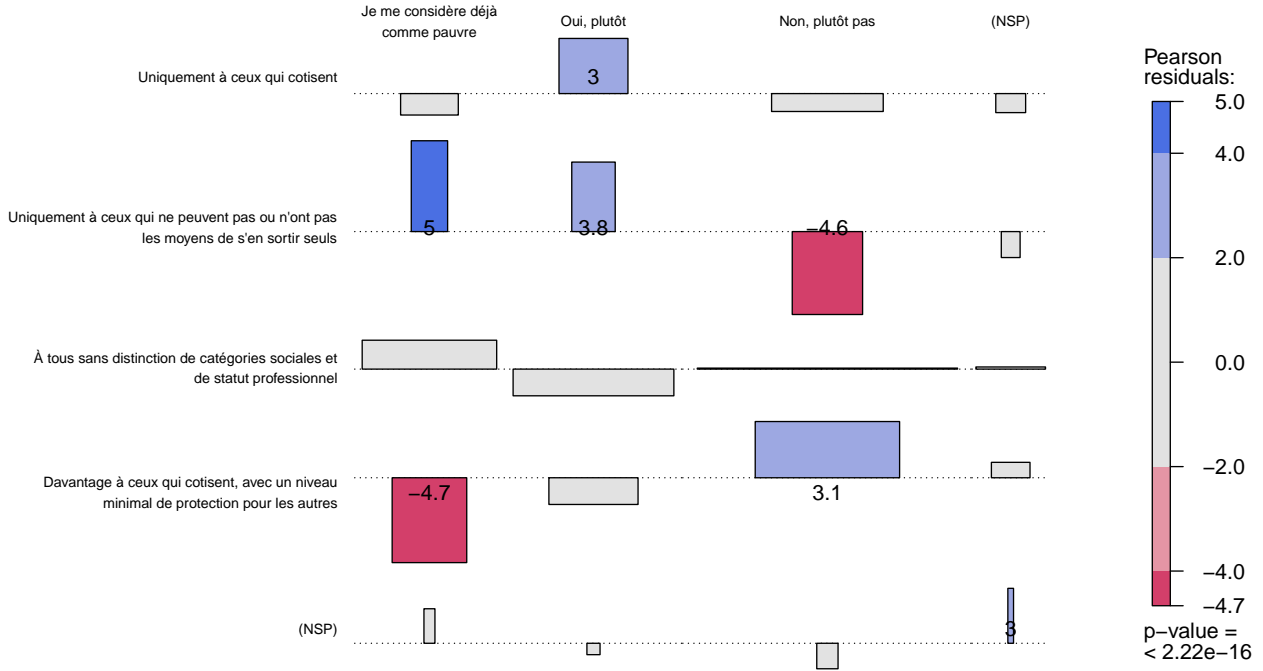 Je me considère déjà
comme pauvre
Oui, plutôt
Non, plutôt pas
(NSP)
Uniquement à ceux qui cotisent
3
Uniquement à ceux qui ne peuvent pas ou n'ont pas
les moyens de s'en sortir seuls
5
3.8
−4.6
À tous sans distinction de catégories sociales et
de statut professionnel
Davantage à ceux qui cotisent, avec un niveau
minimal de protection pour les autres
−4.7
3.1
(NSP)
3
Pearson
residuals:
5.0
4.0
2.0
0.0
−2.0
−4.0
−4.7
p−value =
< 2.22e−16